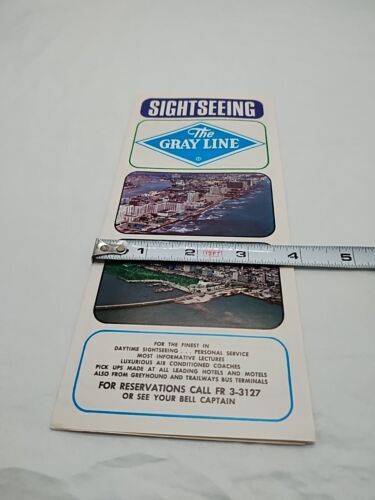 SIGHTSEEING
The
GRAY LINE
1 2 3 4 5
FOR THE FINEST IN
DAYTIME SIGHTSEEING . . . PERSONAL SERVICE
MOST INFORMATIVE LECTURES
LUXURIOUS AIR CONDITIONED COACHES
PICK UPS MADE AT ALL LEADING HOTELS AND MOTELS
ALSO FROM GREYHOUND AND TRAILWAYS BUS TERMINALS
FOR RESERVATIONS CALL FR 3-3127
OR SEE YOUR BELL CAPTAIN